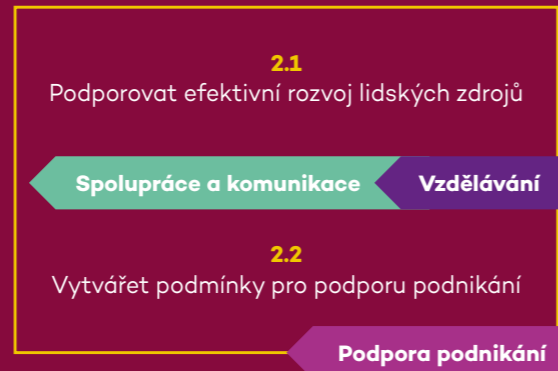 2.1
Podporovat efektivní rozvoj lidských zdrojů
Spolupráce a komunikace
Vzdělávání
2.2
Vytvářet podmínky pro podporu podnikání
Podpora podnikání